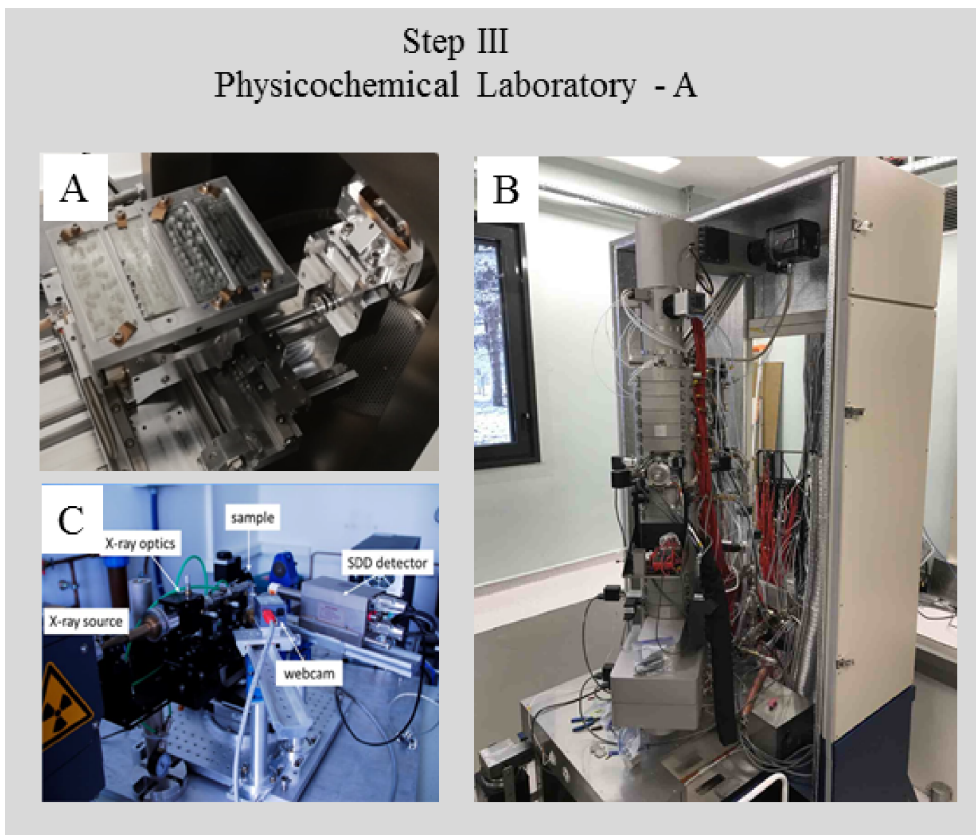 Step III
Physicochemical Laboratory - A
A
B
C
sample
X-ray optics
SDD detector
X-ray source
webcam